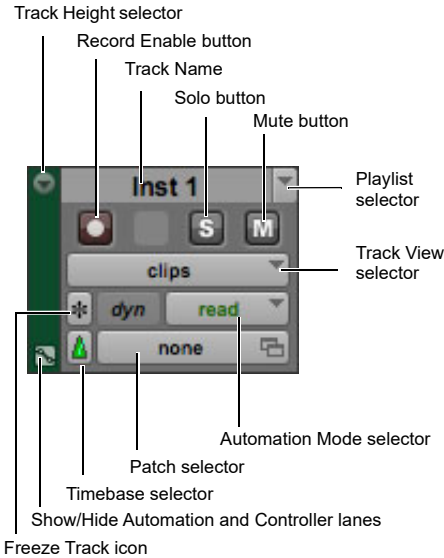 Track Height selector
Record Enable button
Track Name
Solo button
Mute button
Inst 1
Playlist
selector
S
M
Track View
selector
clips
dyn
read
none
Automation Mode selector
Patch selector
Timebase selector
Show/Hide Automation and Controller lanes
Freeze Track icon